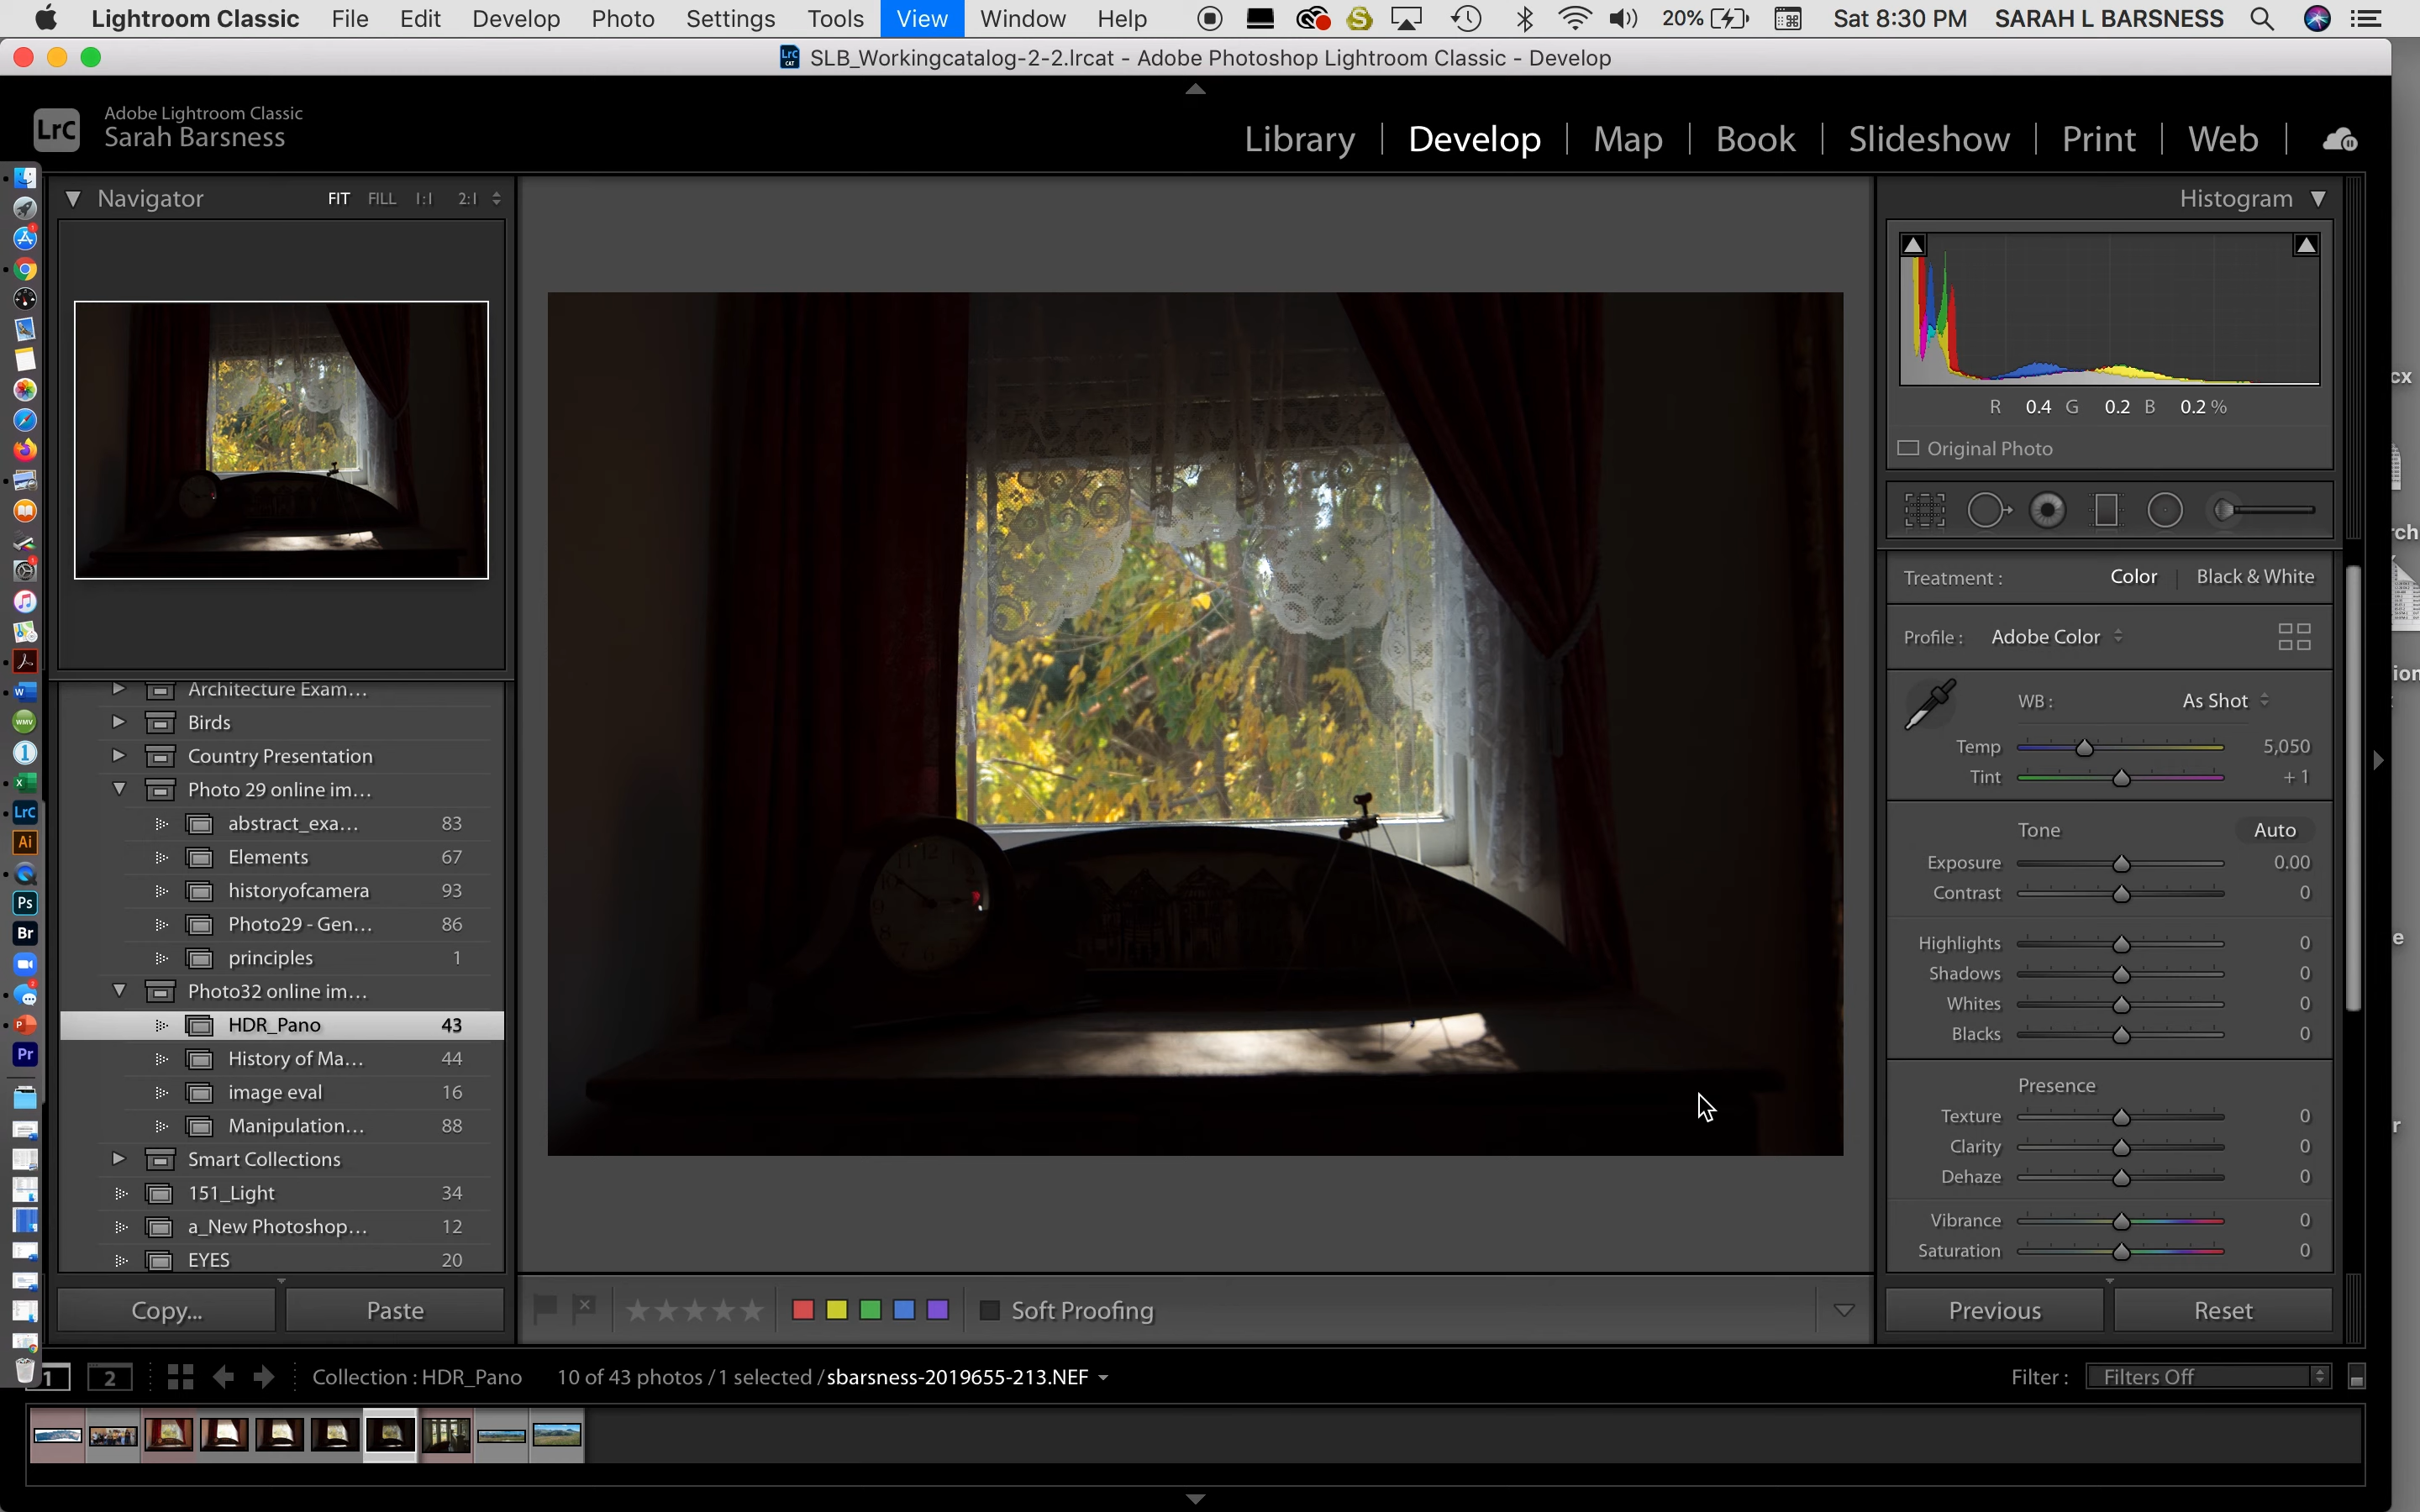 Lightroom Classic File Edit Develop Photo Settings Tools View Window Help 20% Sat 8:30 PM SARAH L BARSNESS
SLB_Workingcatalog-2-2.lrcat - Adobe Photoshop Lightroom Classic - Develop
LrC
Adobe Lightroom Classic
Sarah Barsness
Library | Develop | Map | Book | Slideshow | Print | Web |
Navigator FIT FILL 1:1 2:1
Architecture Exam...
Birds
Country Presentation
Photo 29 online im...
abstract_exa... 83
Elements 67
historyofcamera 93
Photo29 - Gen... 86
principles 1
Photo32 online im...
HDR_Pano 43
History of Ma... 44
image eval 16
Manipulation... 88
Smart Collections
151_Light 34
a_New Photoshop... 12
EYES 20
Copy... Paste
Soft Proofing
Histogram
R 0.4 G 0.2 B 0.2 %
Original Photo
Treatment : Color | Black & White
Profile : Adobe Color
WB : As Shot
Temp 5,050
Tint + 1
Tone Auto
Exposure 0.00
Contrast 0
Highlights 0
Shadows 0
Whites 0
Blacks 0
Presence
Texture 0
Clarity 0
Dehaze 0
Vibrance 0
Saturation 0
Previous Reset
1 2 Collection : HDR_Pano 10 of 43 photos / 1 selected / sbarsness-2019655-213.NEF Filter : Filters Off
LrC
Ai
Ps
Br
Pr